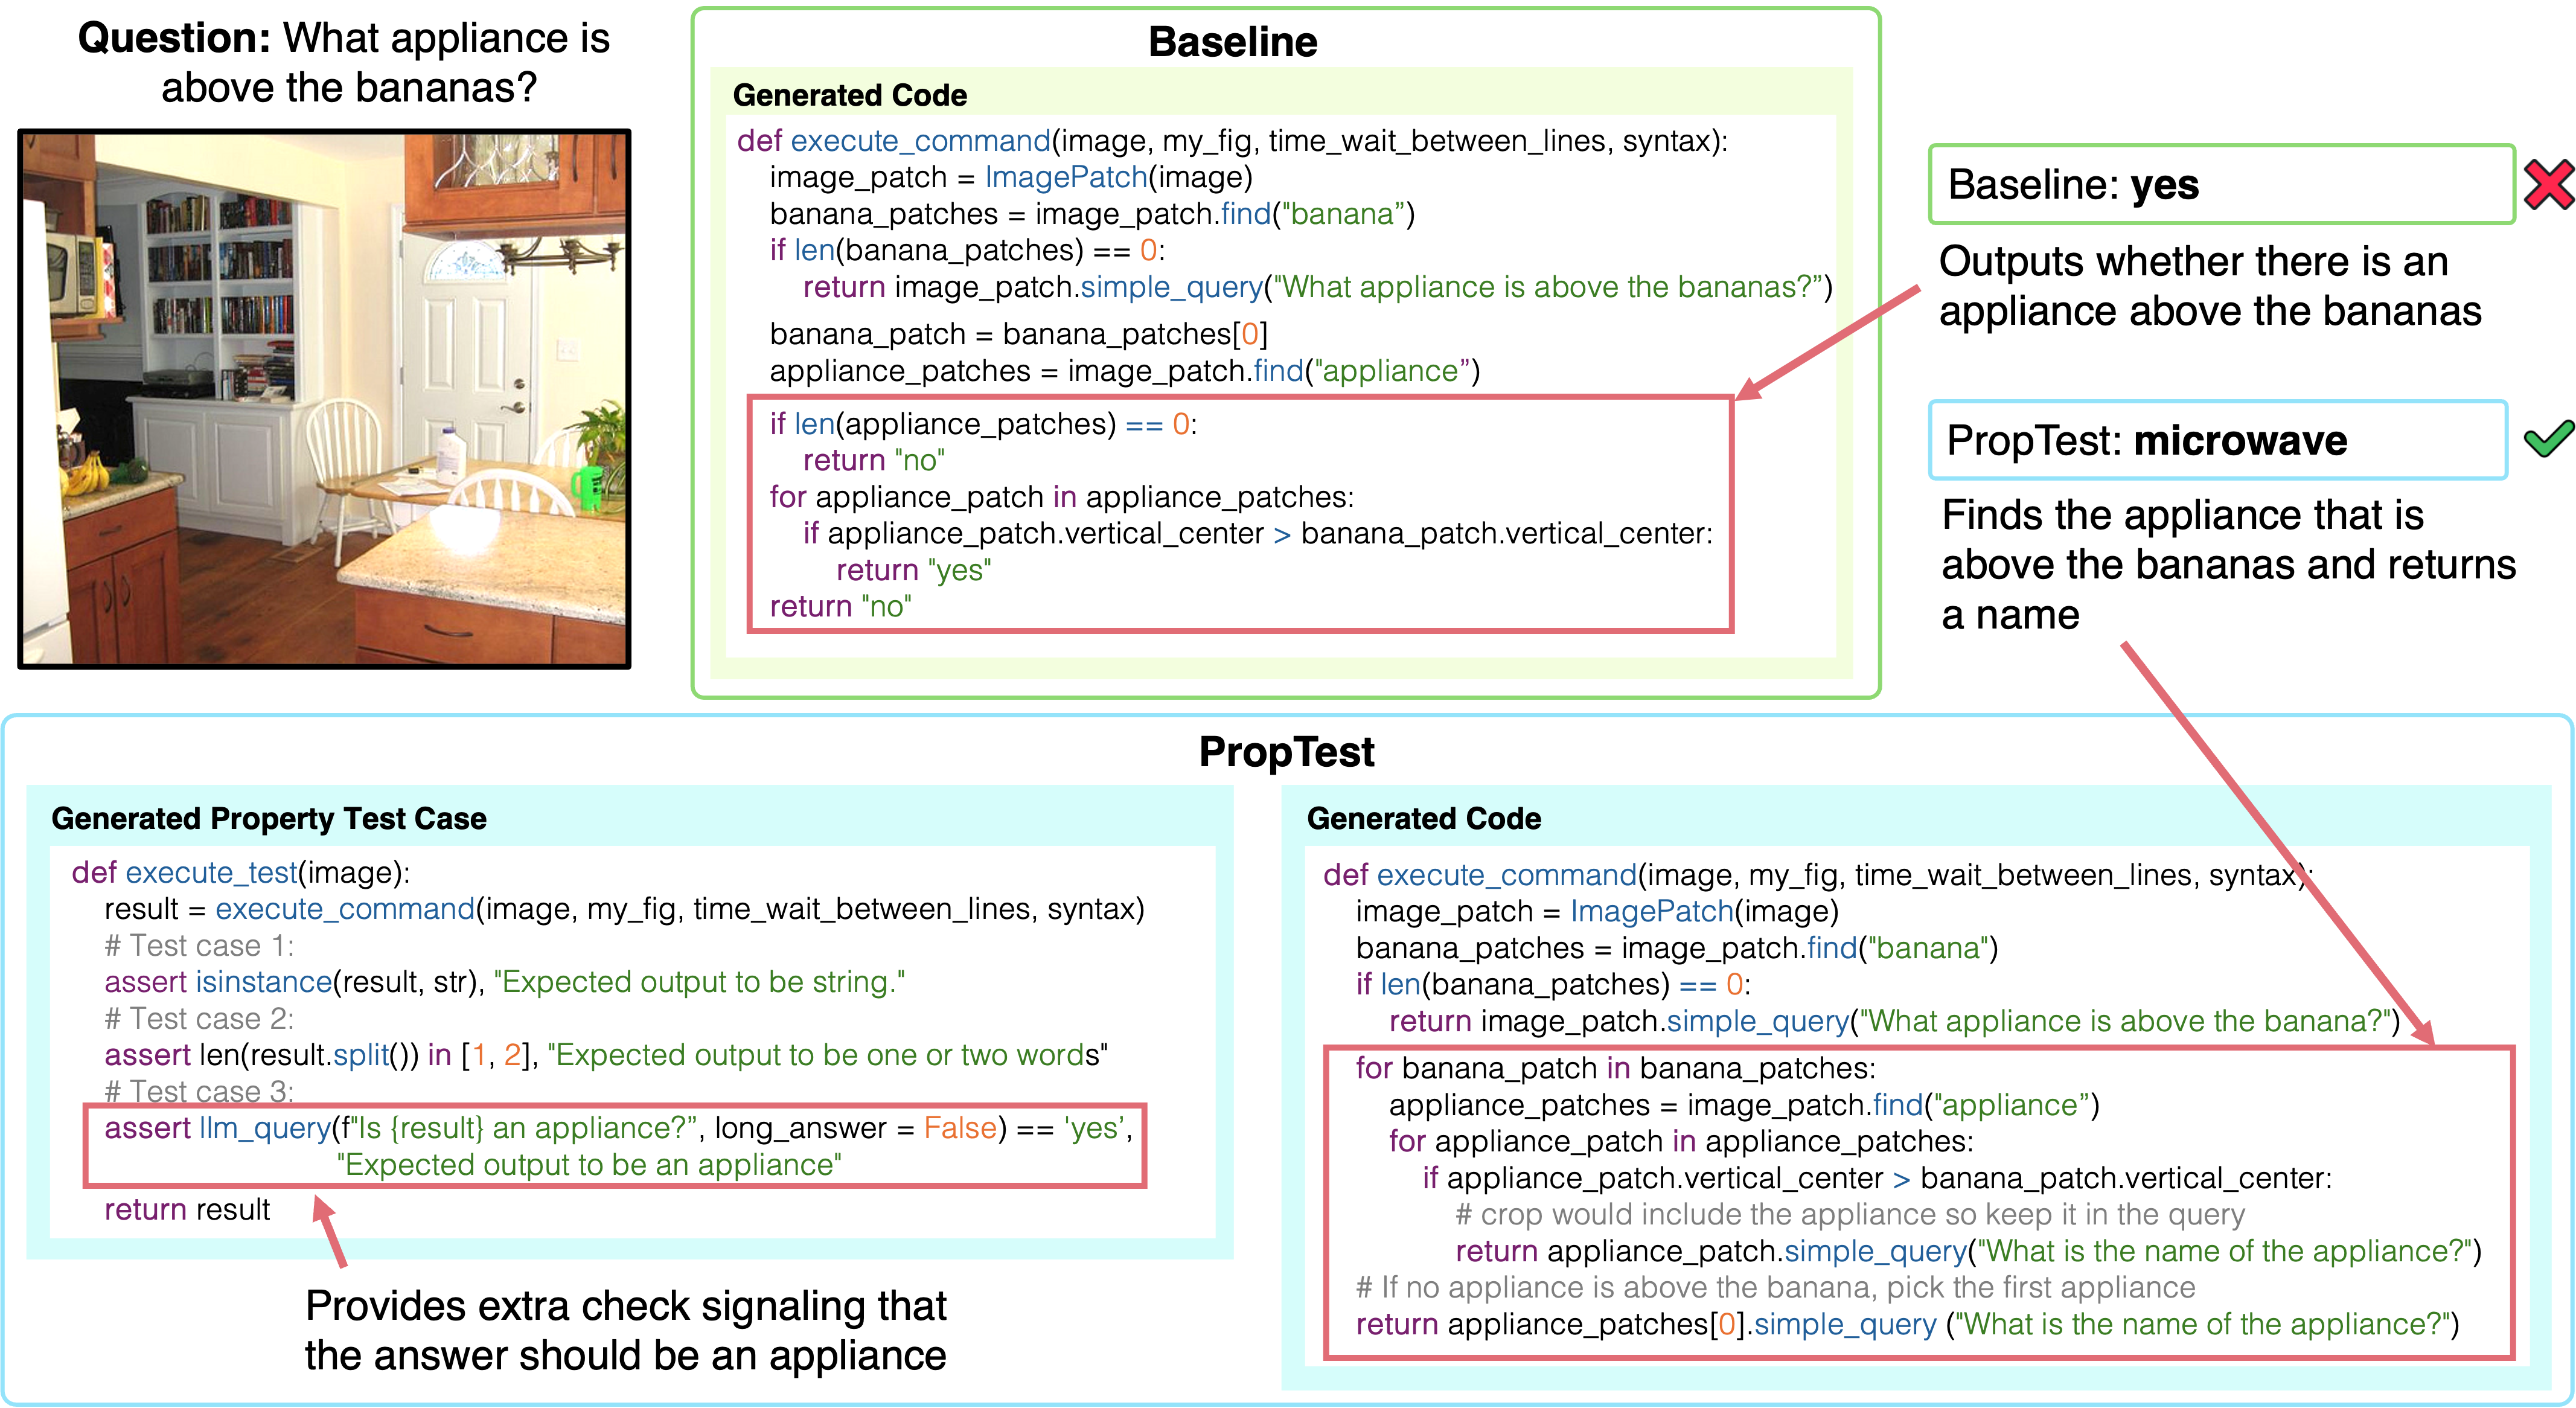 Question: What appliance is
above the bananas?
Baseline
Generated Code
def execute_command(image, my_fig, time_wait_between_lines, syntax):
image_patch = ImagePatch(image)
banana_patches = image_patch.find("banana”)
if len(banana_patches) == 0:
return image_patch.simple_query("What appliance is above the bananas?”)
banana_patch = banana_patches[0]
appliance_patches = image_patch.find("appliance”)
if len(appliance_patches) == 0:
return "no"
for appliance_patch in appliance_patches:
if appliance_patch.vertical_center > banana_patch.vertical_center:
return "yes"
return "no"
Baseline: yes
Outputs whether there is an
appliance above the bananas
PropTest: microwave
Finds the appliance that is
above the bananas and returns
a name
PropTest
Generated Property Test Case
def execute_test(image):
result = execute_command(image, my_fig, time_wait_between_lines, syntax)
# Test case 1:
assert isinstance(result, str), "Expected output to be string."
# Test case 2:
assert len(result.split()) in [1, 2], "Expected output to be one or two words"
# Test case 3:
assert llm_query(f"Is {result} an appliance?”, long_answer = False) == 'yes’,
"Expected output to be an appliance"
return result
Provides extra check signaling that
the answer should be an appliance
Generated Code
def execute_command(image, my_fig, time_wait_between_lines, syntax):
image_patch = ImagePatch(image)
banana_patches = image_patch.find("banana")
if len(banana_patches) == 0:
return image_patch.simple_query("What appliance is above the banana?")
for banana_patch in banana_patches:
appliance_patches = image_patch.find("appliance”)
for appliance_patch in appliance_patches:
if appliance_patch.vertical_center > banana_patch.vertical_center:
# crop would include the appliance so keep it in the query
return appliance_patch.simple_query("What is the name of the appliance?")
# If no appliance is above the banana, pick the first appliance
return appliance_patches[0].simple_query ("What is the name of the appliance?")